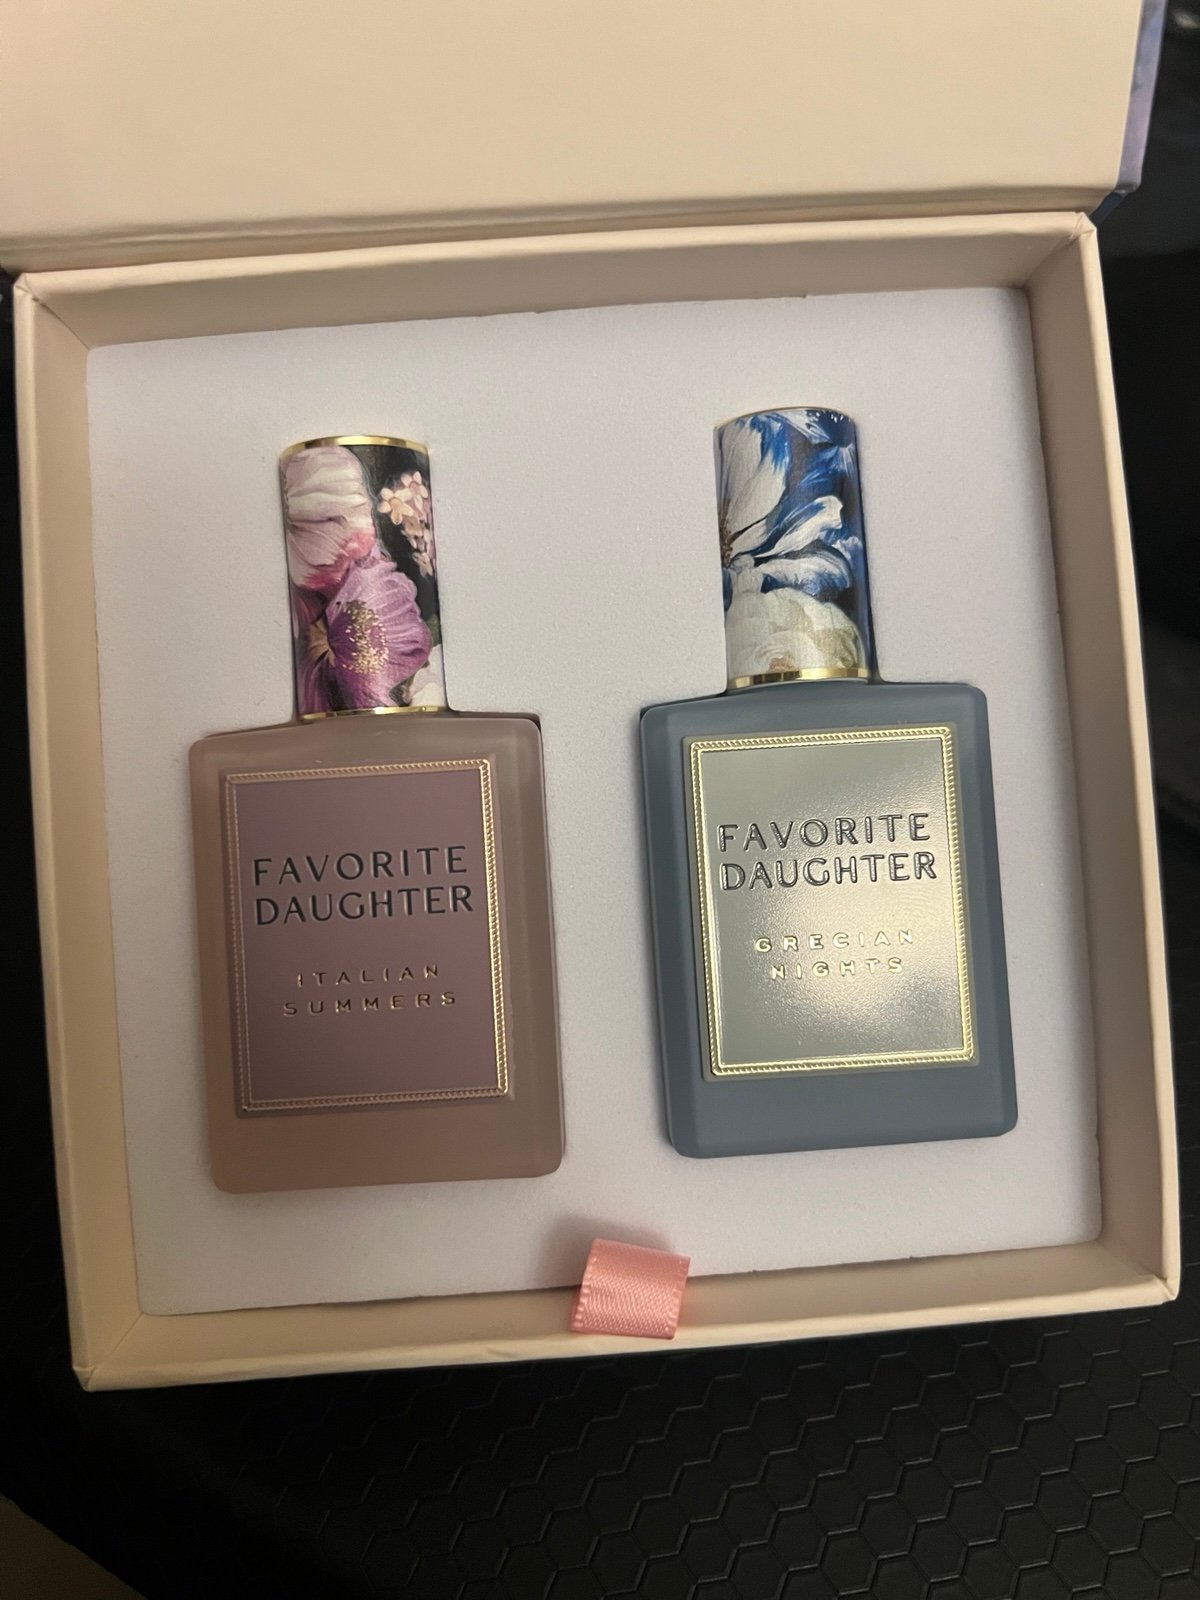 FAVORITE
DAUGHTER
ITALIAN
SUMMERS
FAVORITE
DAUGHTER
GRECIAN
NIGHTS